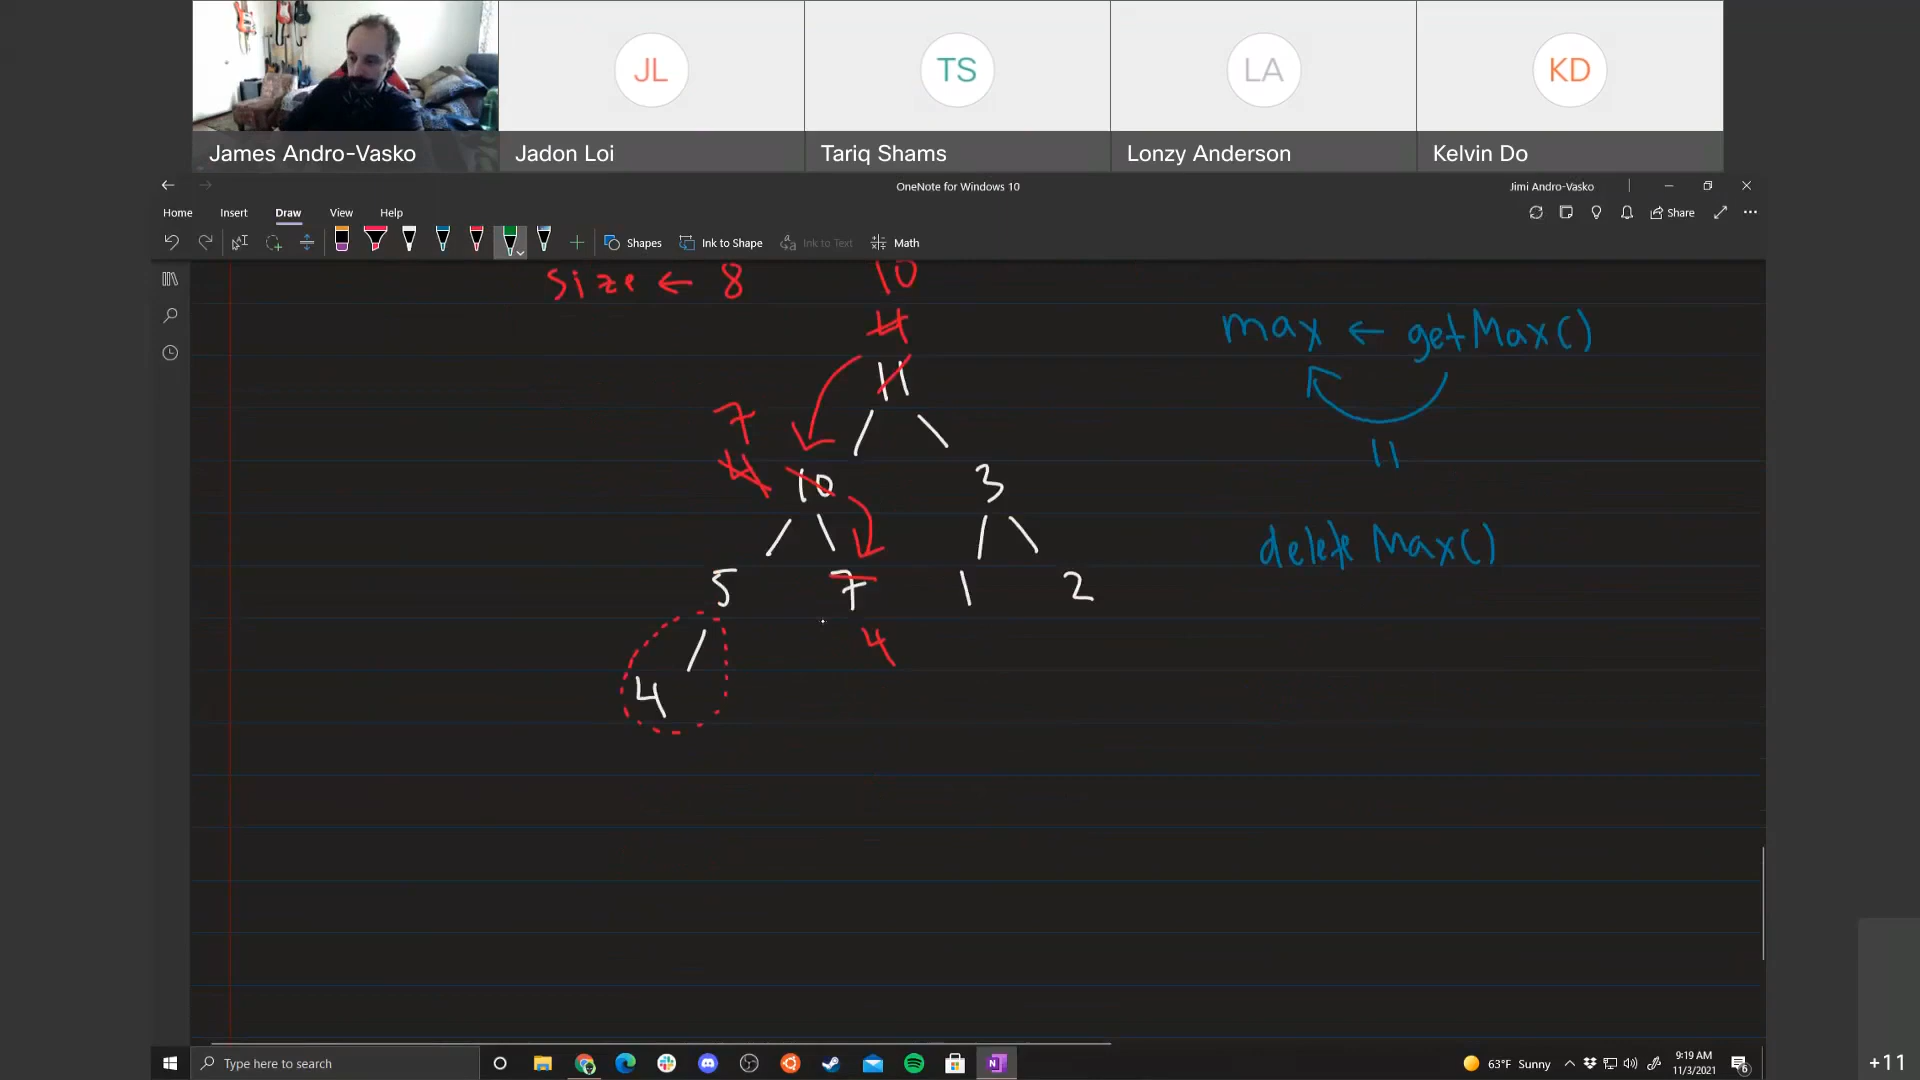 JL
TS
LA
KD
James Andro-Vasko
Jadon Loi
Tariq Shams
Lonzy Anderson
Kelvin Do
OneNote for Windows 10
Jimi Andro-Vasko
Home Insert Draw View Help
Share
Shapes
Ink to Shape
Ink to Text
Math
size ← 8
10
4
11
7
4 10 3
5 7 1 2
4
4
max ← getMax()
11
deleteMax()
Type here to search
63°F Sunny
9:19 AM
11/3/2021
6
+11